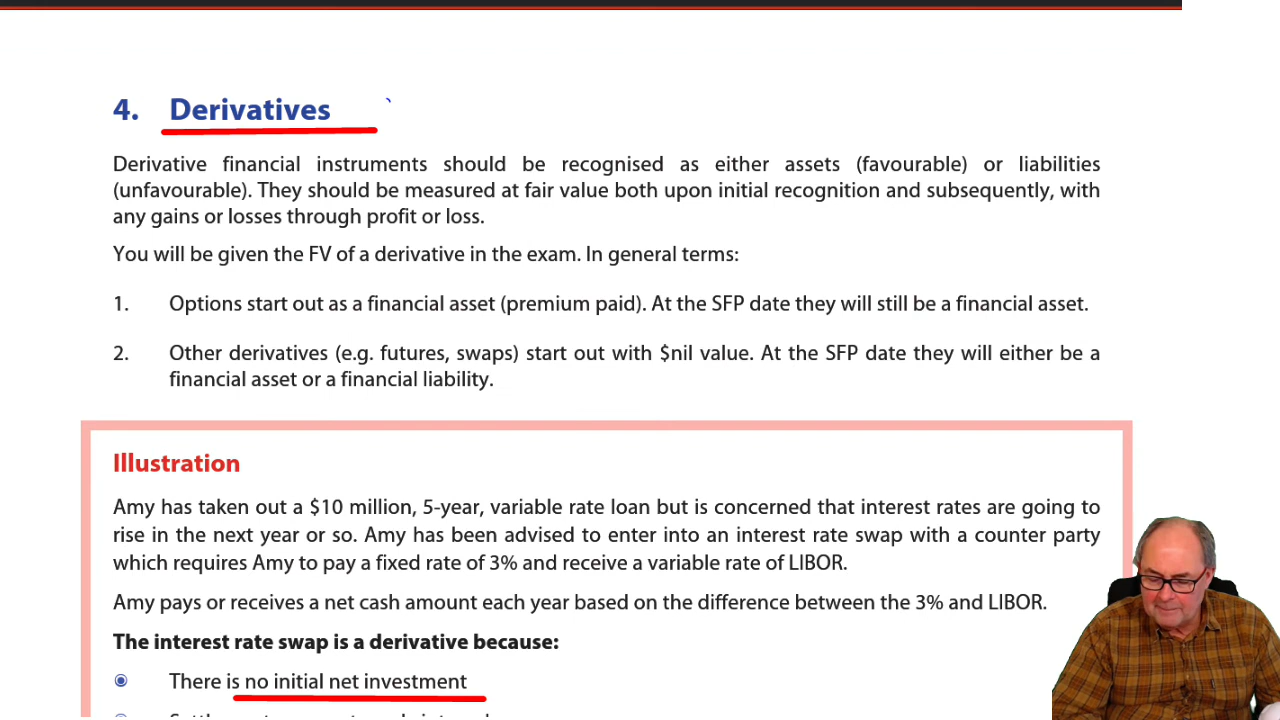 4. Derivatives
Derivative financial instruments should be recognised as either assets (favourable) or liabilities
(unfavourable). They should be measured at fair value both upon initial recognition and subsequently, with
any gains or losses through profit or loss.
You will be given the FV of a derivative in the exam. In general terms:
1. Options start out as a financial asset (premium paid). At the SFP date they will still be a financial asset.
2. Other derivatives (e.g. futures, swaps) start out with $nil value. At the SFP date they will either be a
financial asset or a financial liability.
Illustration
Amy has taken out a $10 million, 5-year, variable rate loan but is concerned that interest rates are going to
rise in the next year or so. Amy has been advised to enter into an interest rate swap with a counter party
which requires Amy to pay a fixed rate of 3% and receive a variable rate of LIBOR.
Amy pays or receives a net cash amount each year based on the difference between the 3% and LIBOR.
The interest rate swap is a derivative because:
There is no initial net investment